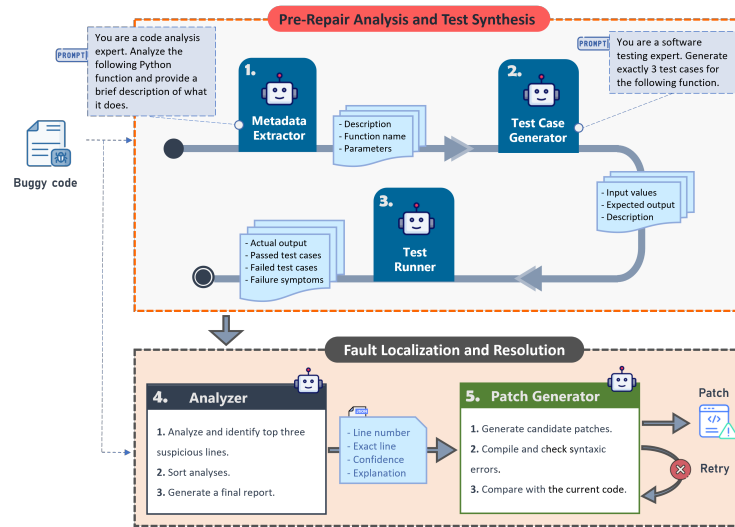 Pre-Repair Analysis and Test Synthesis
PROMPT
You are a code analysis
expert. Analyze the
following Python
function and provide a
brief description of what
it does.
PROMPT
You are a software
testing expert. Generate
exactly 3 test cases for
the following function.
1.
Metadata
Extractor
- Description
- Function name
- Parameters
2.
Test Case
Generator
Buggy code
- Input values
- Expected output
- Description
3.
Test
Runner
- Actual output
- Passed test cases
- Failed test cases
- Failure symptoms
Fault Localization and Resolution
4. Analyzer
1. Analyze and identify top three
suspicious lines.
2. Sort analyses.
3. Generate a final report.
- Line number
- Exact line
- Confidence
- Explanation
5. Patch Generator
1. Generate candidate patches.
2. Compile and check syntaxic
errors.
3. Compare with the current code.
Patch
</>
Retry